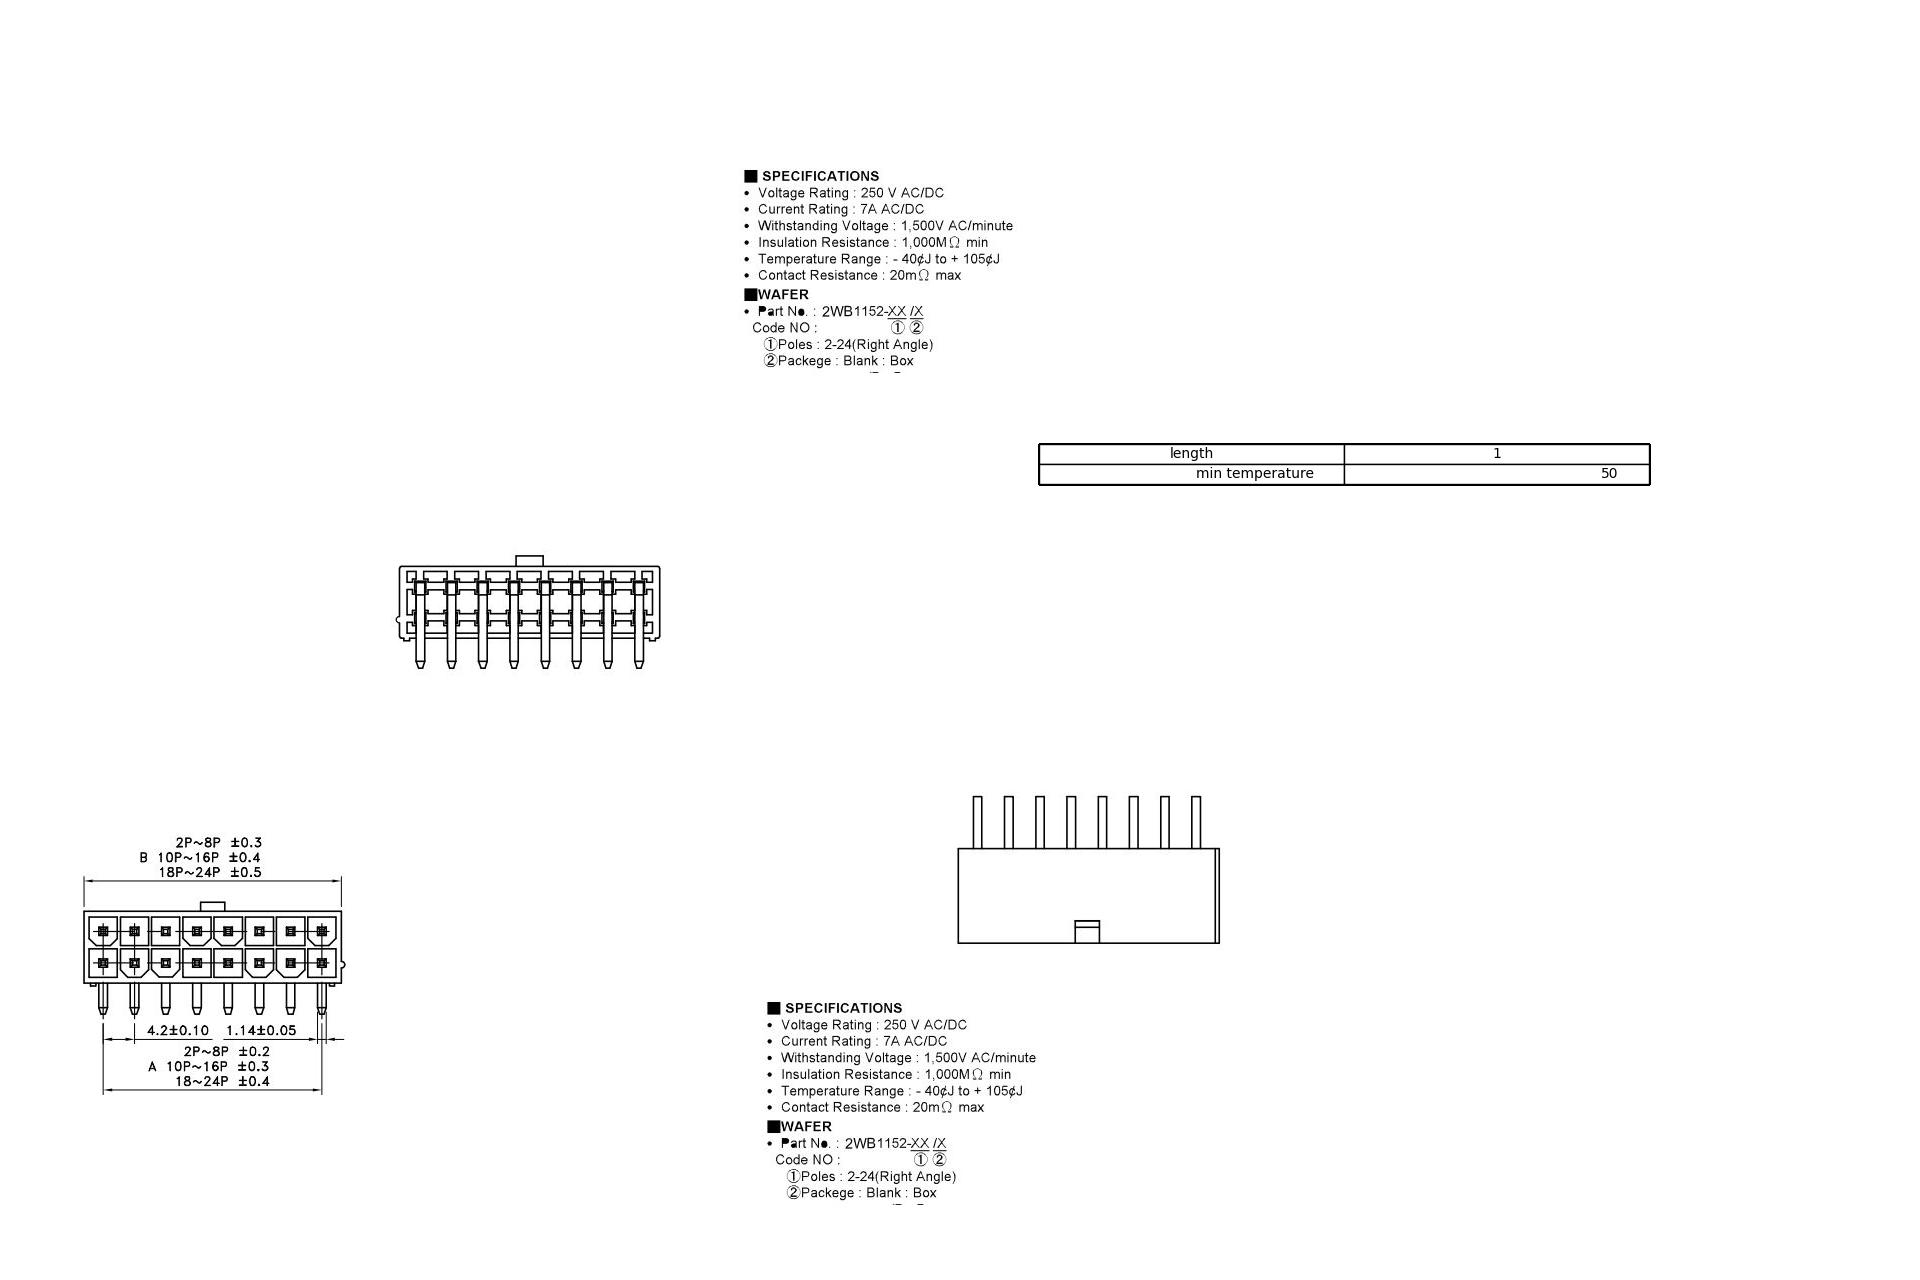 ■ SPECIFICATIONS
• Voltage Rating : 250 V AC/DC
• Current Rating : 7A AC/DC
• Withstanding Voltage : 1,500V AC/minute
• Insulation Resistance : 1,000MΩ min
• Temperature Range : - 40¢J to + 105¢J
• Contact Resistance : 20mΩ max
■WAFER
• Part No. : 2WB1152-XX /X
Code NO : ① ②
①Poles : 2-24(Right Angle)
②Packege : Blank : Box
length 1
min temperature 50
2P~8P ±0.3
B 10P~16P ±0.4
18P~24P ±0.5
4.2±0.10 1.14±0.05
2P~8P ±0.2
A 10P~16P ±0.3
18~24P ±0.4
■ SPECIFICATIONS
• Voltage Rating : 250 V AC/DC
• Current Rating : 7A AC/DC
• Withstanding Voltage : 1,500V AC/minute
• Insulation Resistance : 1,000MΩ min
• Temperature Range : - 40¢J to + 105¢J
• Contact Resistance : 20mΩ max
■WAFER
• Part No. : 2WB1152-XX /X
Code NO : ① ②
①Poles : 2-24(Right Angle)
②Packege : Blank : Box